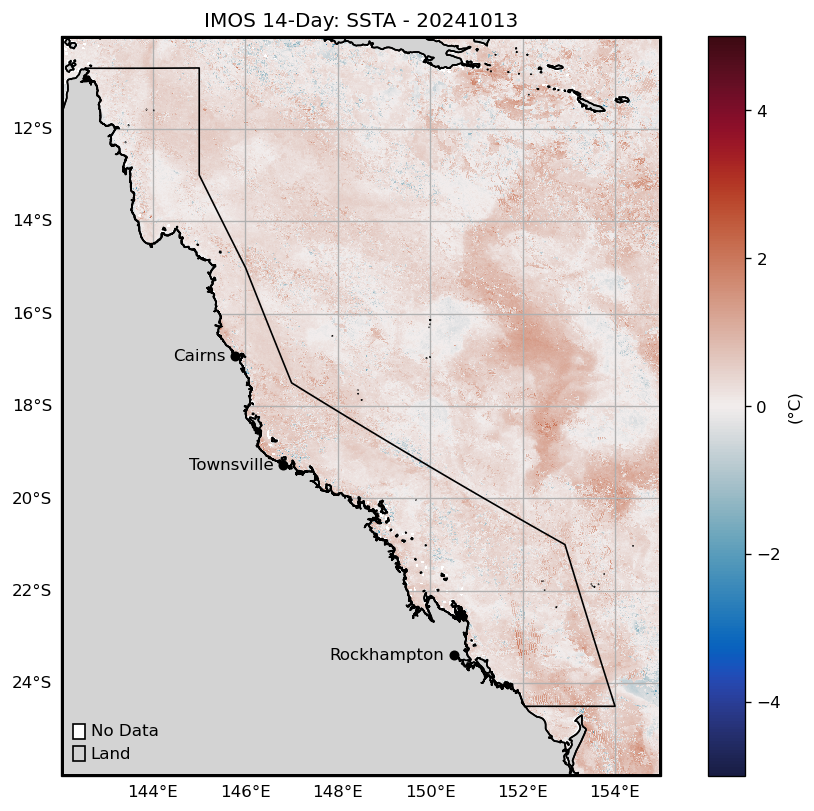 IMOS 14-Day: SSTA - 20241013
12°S
14°S
16°S
18°S
20°S
22°S
24°S
Cairns
Townsville
Rockhampton
No Data
Land
144°E
146°E
148°E
150°E
152°E
154°E
4
2
0
−2
−4
(°C)